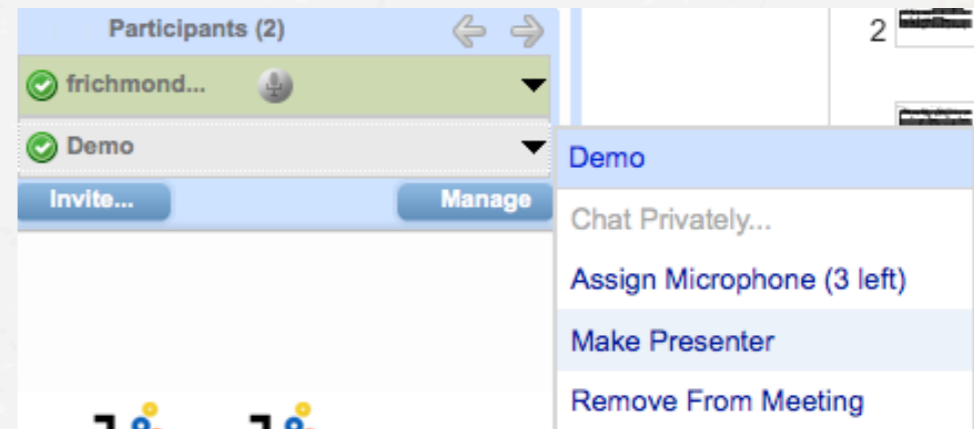 Participants (2)
2
frichmond...
Demo
Demo
Invite...
Manage
Chat Privately...
Assign Microphone (3 left)
Make Presenter
Remove From Meeting